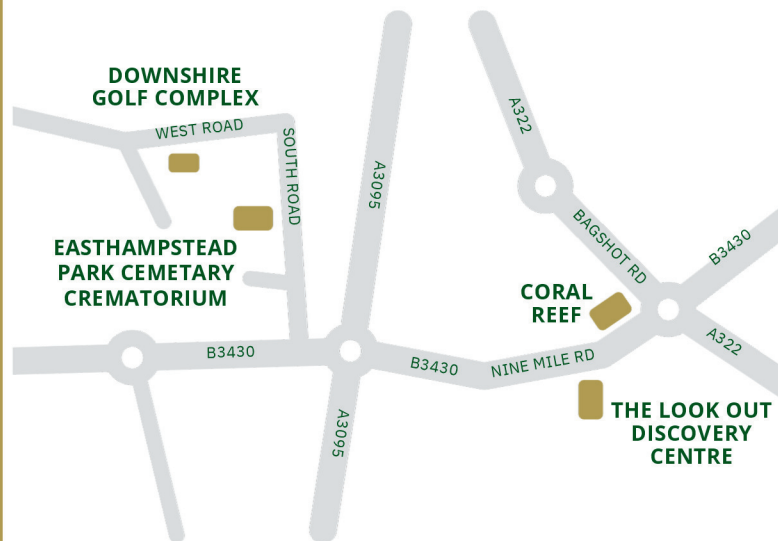 DOWNSHIRE
GOLF COMPLEX
WEST ROAD
SOUTH ROAD
A3095
A322
BAGSHOT RD
B3430
EASTHAMPSTEAD
PARK CEMETARY
CREMATORIUM
CORAL
REEF
A322
B3430
B3430
NINE MILE RD
A3095
THE LOOK OUT
DISCOVERY
CENTRE